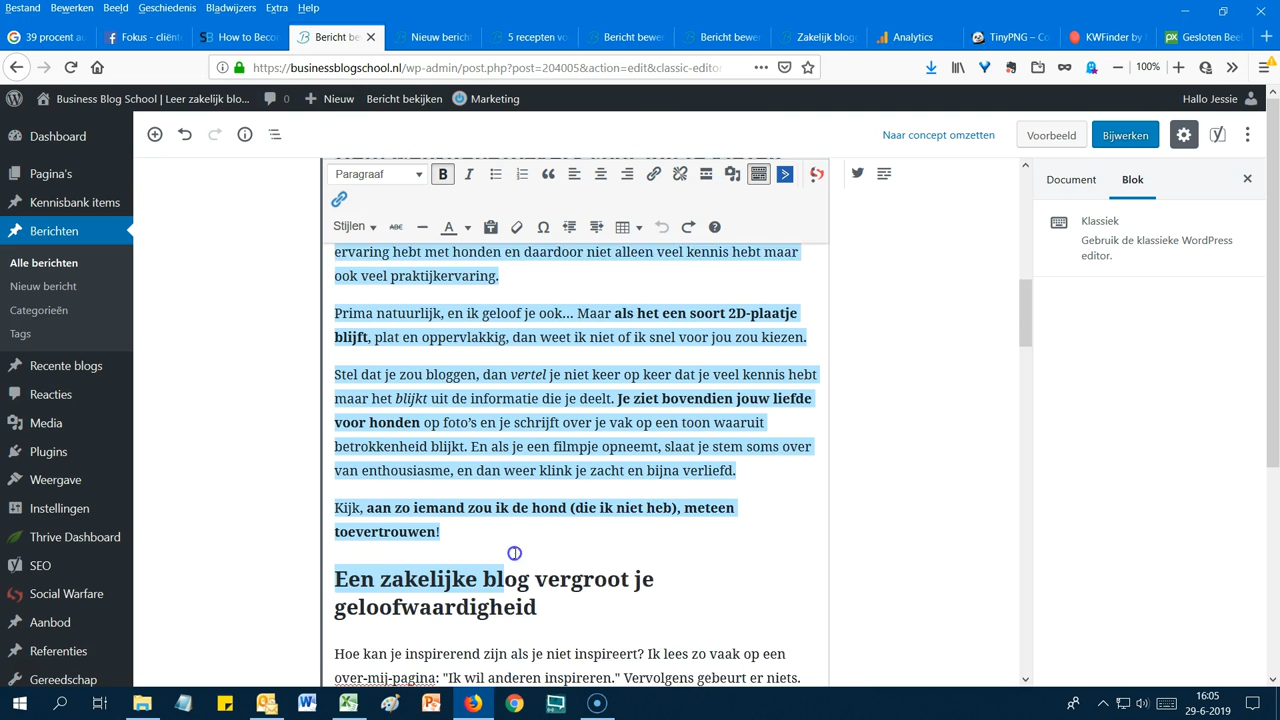 Bestand Bewerken Beeld Geschiedenis Bladwijzers Extra Help
39 procent au
Fokus - cliënte
How to Beco
Bericht be
Nieuw bericht
5 recepten vo
Bericht bewe
Bericht bewe
Zakelijk blog
Analytics
TinyPNG – Co
KWFinder by
Gesloten Bee
https://businessblogschool.nl/wp-admin/post.php?post=204005&action=edit&classic-editor
100%
Business Blog School | Leer zakelijk blo...
0
Nieuw
Bericht bekijken
Marketing
Hallo Jessie
Dashboard
Pagina's
Kennisbank items
Berichten
Alle berichten
Nieuw bericht
Categorieën
Tags
Recente blogs
Reacties
Media
Plugins
Weergave
Instellingen
Thrive Dashboard
SEO
Social Warfare
Aanbod
Referenties
Gereedschap
Naar concept omzetten
Voorbeeld
Bijwerken
Paragraaf
B I
Stijlen
ABC
A
ervaring hebt met honden en daardoor niet alleen veel kennis hebt maar
ook veel praktijkervaring.
Prima natuurlijk, en ik geloof je ook... Maar als het een soort 2D-plaatje
blijft, plat en oppervlakkig, dan weet ik niet of ik snel voor jou zou kiezen.
Stel dat je zou bloggen, dan vertel je niet keer op keer dat je veel kennis hebt
maar het blijkt uit de informatie die je deelt. Je ziet bovendien jouw liefde
voor honden op foto's en je schrijft over je vak op een toon waaruit
betrokkenheid blijkt. En als je een filmpje opneemt, slaat je stem soms over
van enthousiasme, en dan weer klink je zacht en bijna verliefd.
Kijk, aan zo iemand zou ik de hond (die ik niet heb), meteen
toevertrouwen!
Een zakelijke blog vergroot je
geloofwaardigheid
Hoe kan je inspirerend zijn als je niet inspireert? Ik lees zo vaak op een
over-mij-pagina: "Ik wil anderen inspireren." Vervolgens gebeurt er niets.
Document
Blok
Klassiek
Gebruik de klassieke WordPress
editor.
16:05
29-6-2019